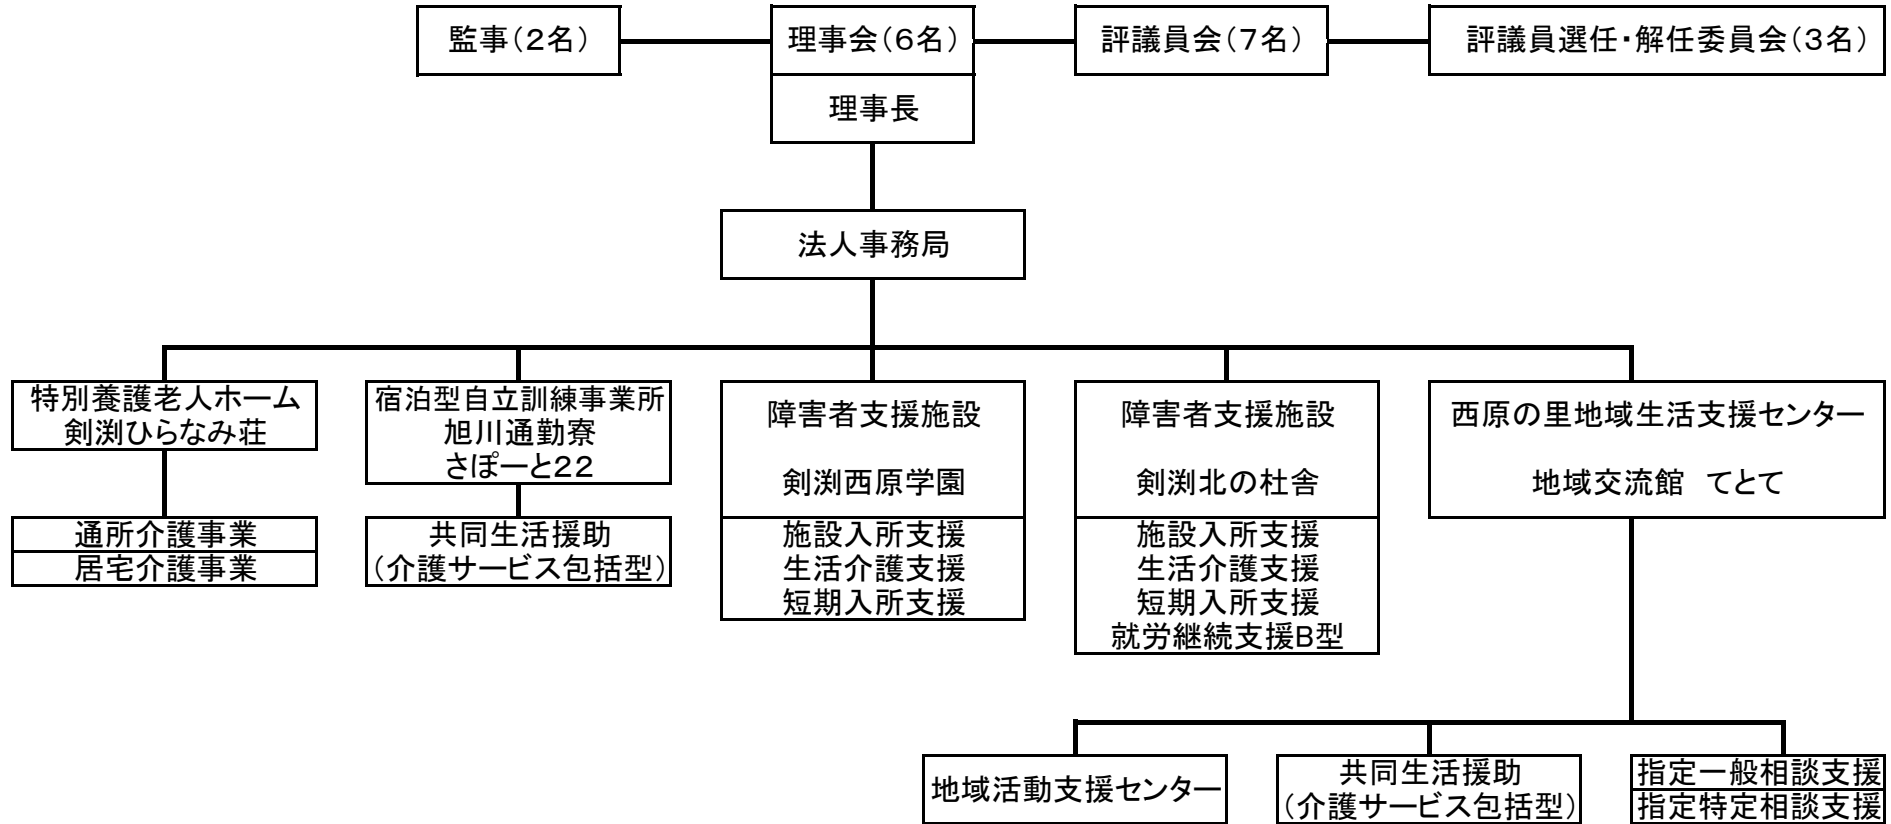 監事(2名)
理事会(6名)
評議員会(7名)
評議員選任・解任委員会(3名)
理事長
法人事務局
特別養護老人ホーム
剣渕ひらなみ荘
通所介護事業
居宅介護事業
宿泊型自立訓練事業所
旭川通勤寮
さぽーと22
共同生活援助
(介護サービス包括型)
障害者支援施設
剣渕西原学園
施設入所支援
生活介護支援
短期入所支援
障害者支援施設
剣渕北の杜舎
施設入所支援
生活介護支援
短期入所支援
就労継続支援B型
西原の里地域生活支援センター
地域交流館　てとて
地域活動支援センター
共同生活援助
(介護サービス包括型)
指定一般相談支援
指定特定相談支援